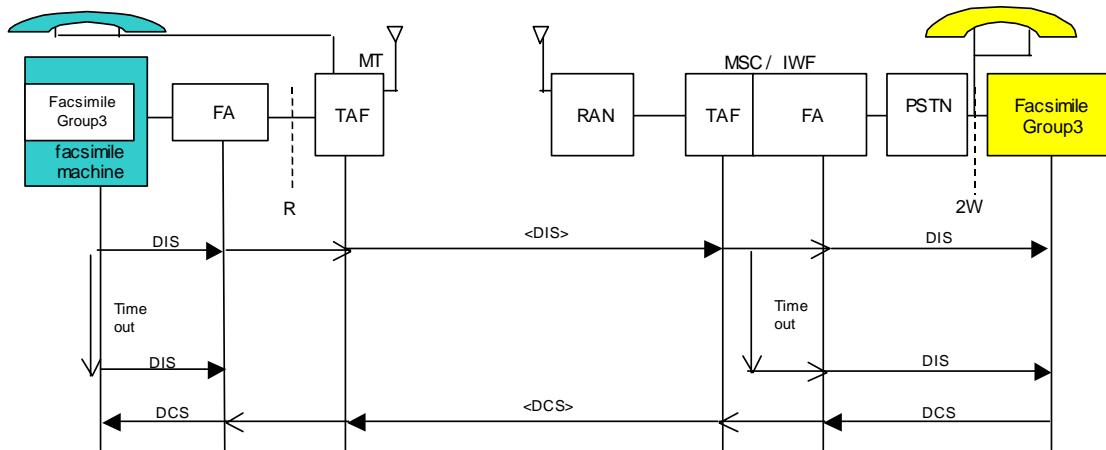 MT
MSC / IWF
Facsimile
Group3
facsimile
machine
FA
TAF
RAN
TAF
FA
PSTN
Facsimile
Group3
R
2W
DIS
<DIS>
DIS
Time
out
Time
out
DIS
DIS
DCS
<DCS>
DCS